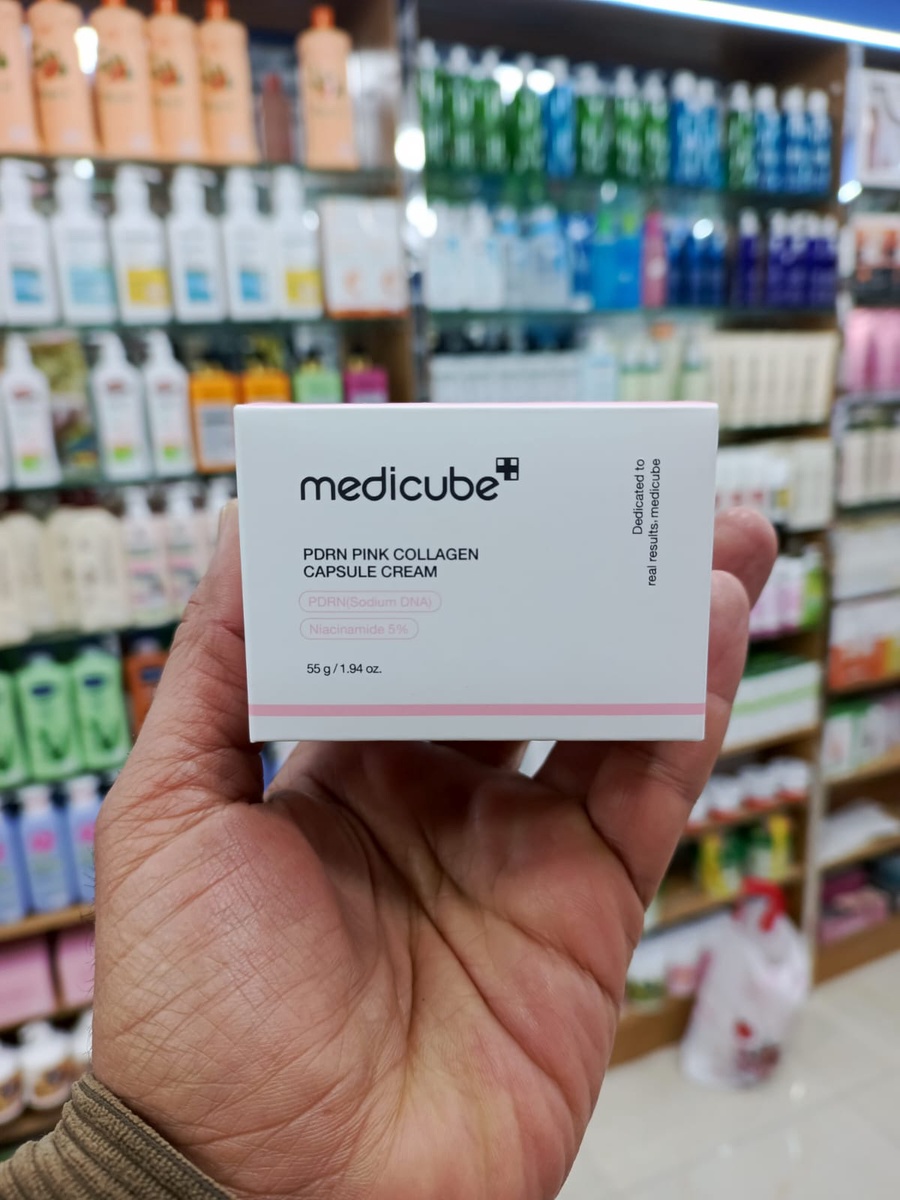 medicube
PDRN PINK COLLAGEN
CAPSULE CREAM
PDRN(Sodium DNA)
Niacinamide 5%
55 g / 1.94 oz.
Dedicated to
real results, medicube